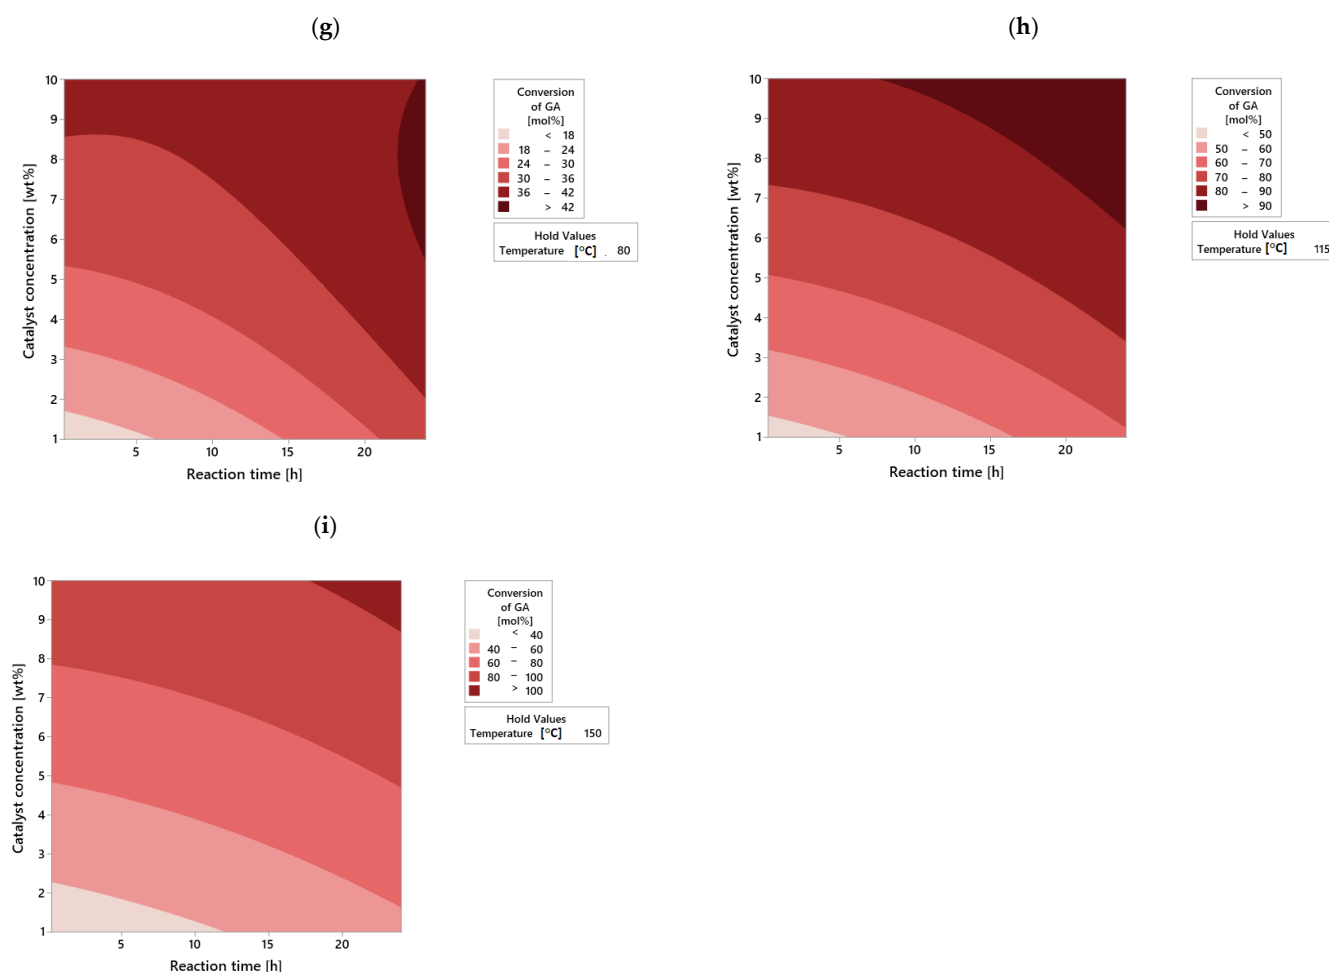 (g)
10
9
8
7
6
5
4
3
2
1
Catalyst concentration [wt%]
5 10 15 20
Reaction time [h]
Conversion
of GA
[mol%]
< 18
18 – 24
24 – 30
30 – 36
36 – 42
> 42
Hold Values
Temperature [°C] . 80
(h)
10
9
8
7
6
5
4
3
2
1
Catalyst concentration [wt%]
5 10 15 20
Reaction time [h]
Conversion
of GA
[mol%]
< 50
50 – 60
60 – 70
70 – 80
80 – 90
> 90
Hold Values
Temperature [°C] 115
(i)
10
9
8
7
6
5
4
3
2
1
Catalyst concentration [wt%]
5 10 15 20
Reaction time [h]
Conversion
of GA
[mol%]
< 40
40 – 60
60 – 80
80 – 100
> 100
Hold Values
Temperature [°C] 150